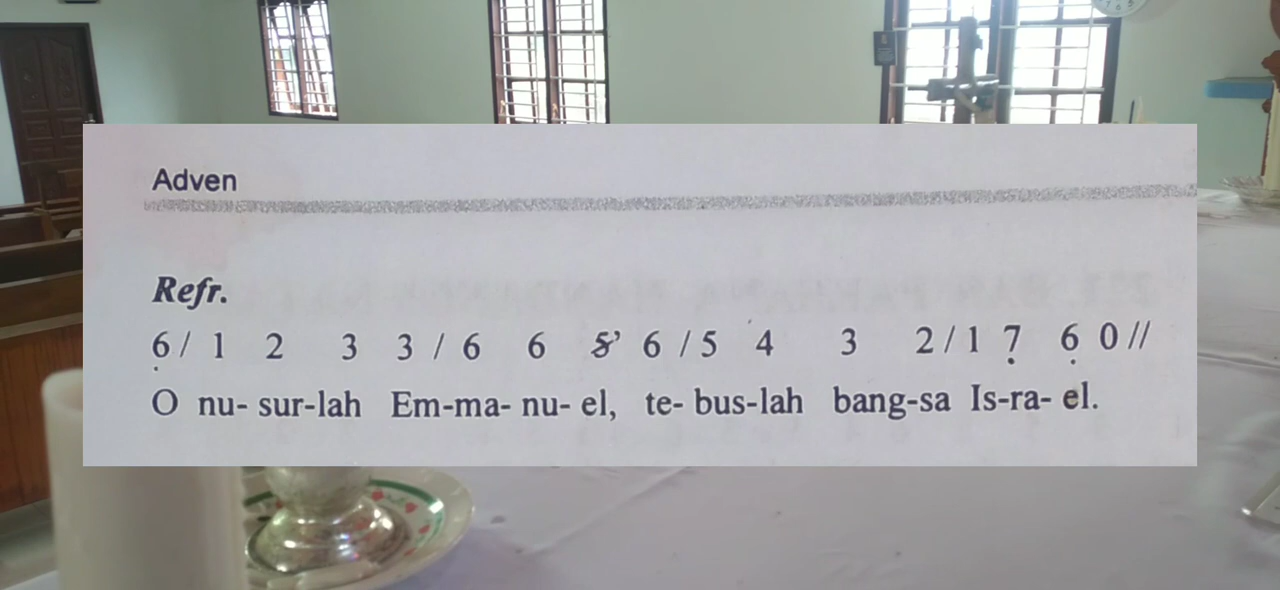 Adven
Refr.
6̣ / 1 2 3 3 / 6 6 5̸’ 6 / 5 4 3 2 / 1 7̣ 6̣ 0 //
O nu- sur-lah Em-ma- nu- el, te- bus-lah bang-sa Is-ra- el.